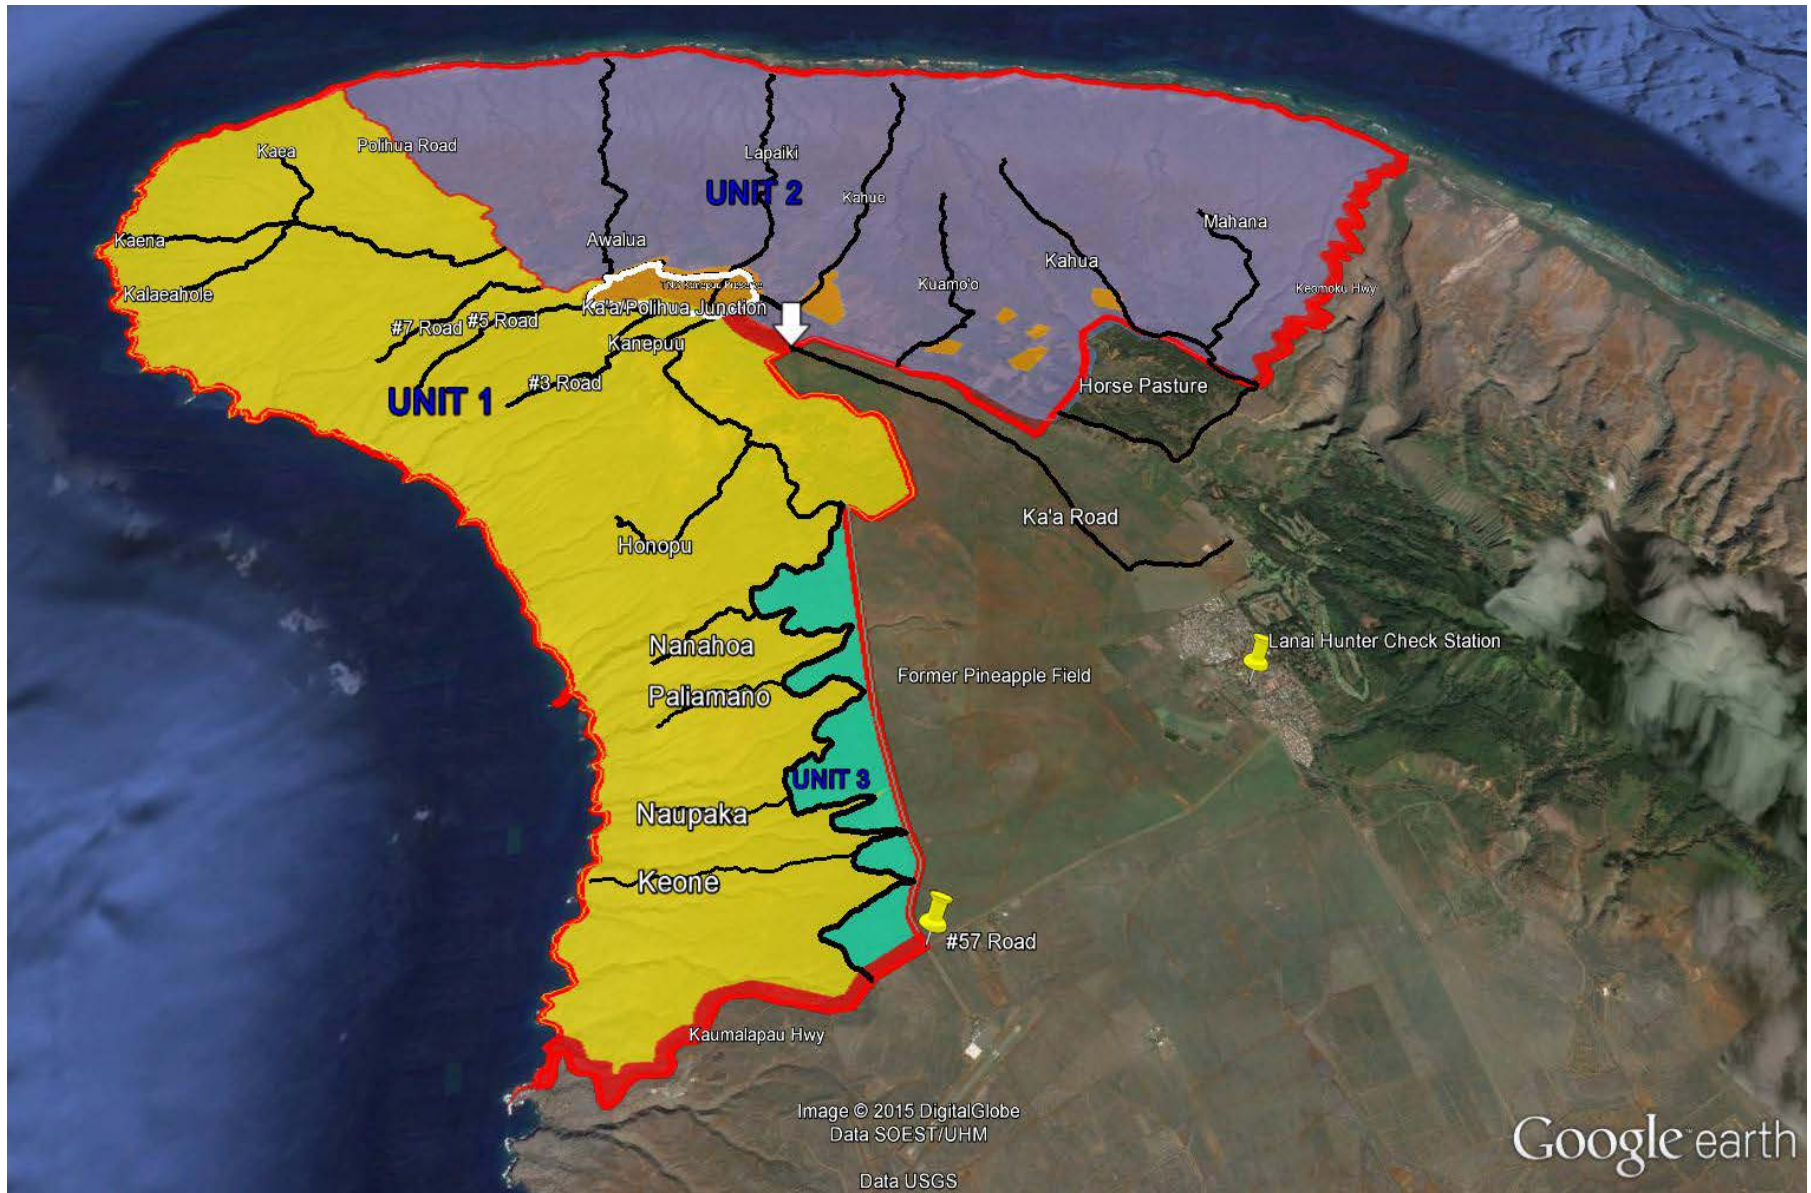 Kaea
Polihua Road
Lapaiki
UNIT 2
Kahue
Mahana
Kaena
Awalua
Kahua
Kalaeahole
TNC Kanepuu Preserve
Kuamo'o
Keomoku Hwy
Ka'a/Polihua Junction
#7 Road
#5 Road
Kanepuu
#3 Road
Horse Pasture
UNIT 1
Ka'a Road
Honopu
Nanahoa
Lanai Hunter Check Station
Former Pineapple Field
Paliamano
UNIT 3
Naupaka
Keone
#57 Road
Kaumalapau Hwy
Image © 2015 DigitalGlobe
Data SOEST/UHM
Google earth
Data USGS